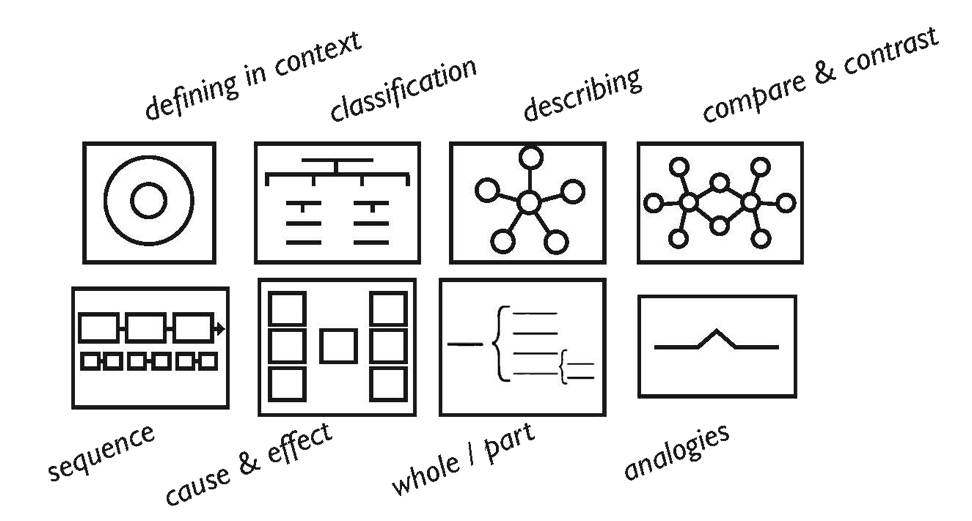 defining in context
classification
describing
compare & contrast
sequence
cause & effect
whole / part
analogies